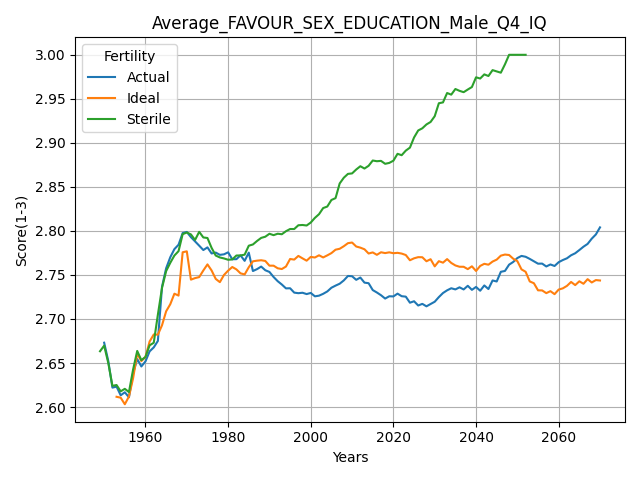 Average_FAVOUR_SEX_EDUCATION_Male_Q4_IQ
Fertility
Actual
Ideal
Sterile
Score(1-3)
3.00
2.95
2.90
2.85
2.80
2.75
2.70
2.65
2.60
1960 1980 2000 2020 2040 2060
Years